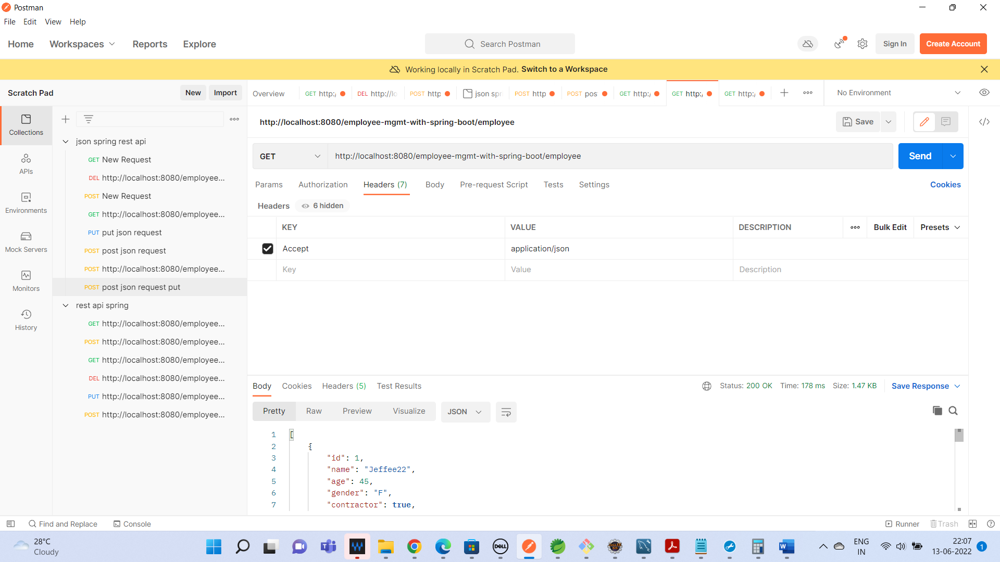 Postman
File Edit View Help
Home Workspaces Reports Explore Search Postman Sign In Create Account
Working locally in Scratch Pad. Switch to a Workspace
Scratch Pad New Import
Overview GET http:/ DEL http://lo POST http json spr POST http POST pos GET http:/ GET http:/ GET http:/ No Environment
Collections
APIs
Environments
Mock Servers
Monitors
History
json spring rest api
GET New Request
DEL http://localhost:8080/employee...
POST New Request
GET http://localhost:8080/employee...
PUT put json request
POST post json request
POST http://localhost:8080/employee...
POST post json request put
rest api spring
GET http://localhost:8080/employee...
POST http://localhost:8080/employee...
GET http://localhost:8080/employee...
DEL http://localhost:8080/employee...
PUT http://localhost:8080/employee...
POST http://localhost:8080/employee...
http://localhost:8080/employee-mgmt-with-spring-boot/employee Save
GET http://localhost:8080/employee-mgmt-with-spring-boot/employee Send
Params Authorization Headers (7) Body Pre-request Script Tests Settings Cookies
Headers 6 hidden
KEY VALUE DESCRIPTION Bulk Edit Presets
Accept application/json
Key Value Description
Body Cookies Headers (5) Test Results Status: 200 OK Time: 178 ms Size: 1.47 KB Save Response
Pretty Raw Preview Visualize JSON
1 [
2 {
3 "id": 1,
4 "name": "Jeffee22",
5 "age": 45,
6 "gender": "F",
7 "contractor": true,
Find and Replace Console Runner Trash
28°C
Cloudy
DELL
ENG
IN
22:07
13-06-2022
1